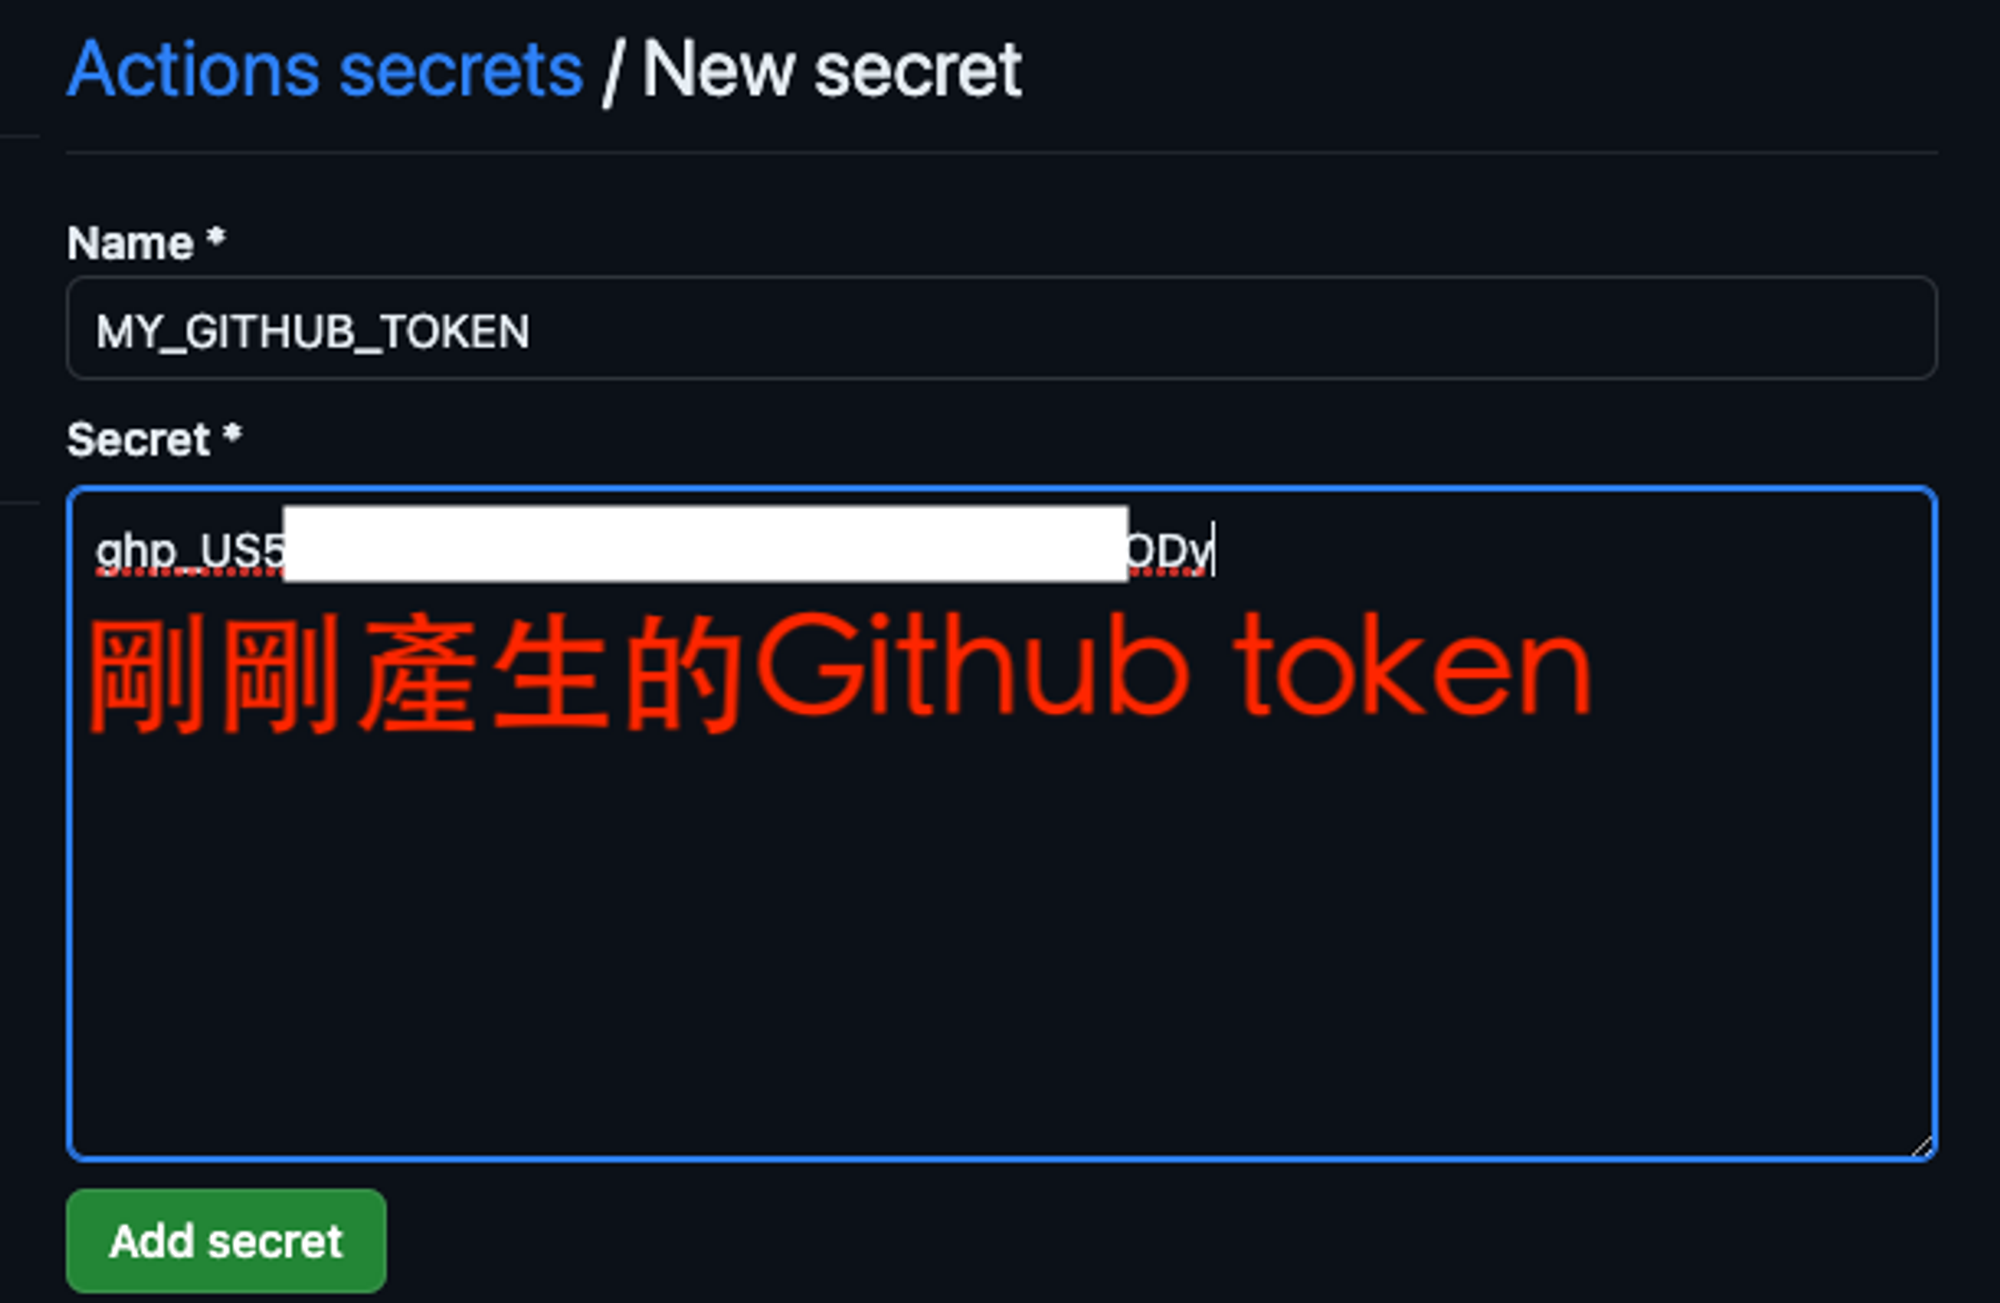 Actions secrets / New secret
Name *
MY_GITHUB_TOKEN
Secret *
ghp_US5 ODy
剛剛產生的Github token
Add secret